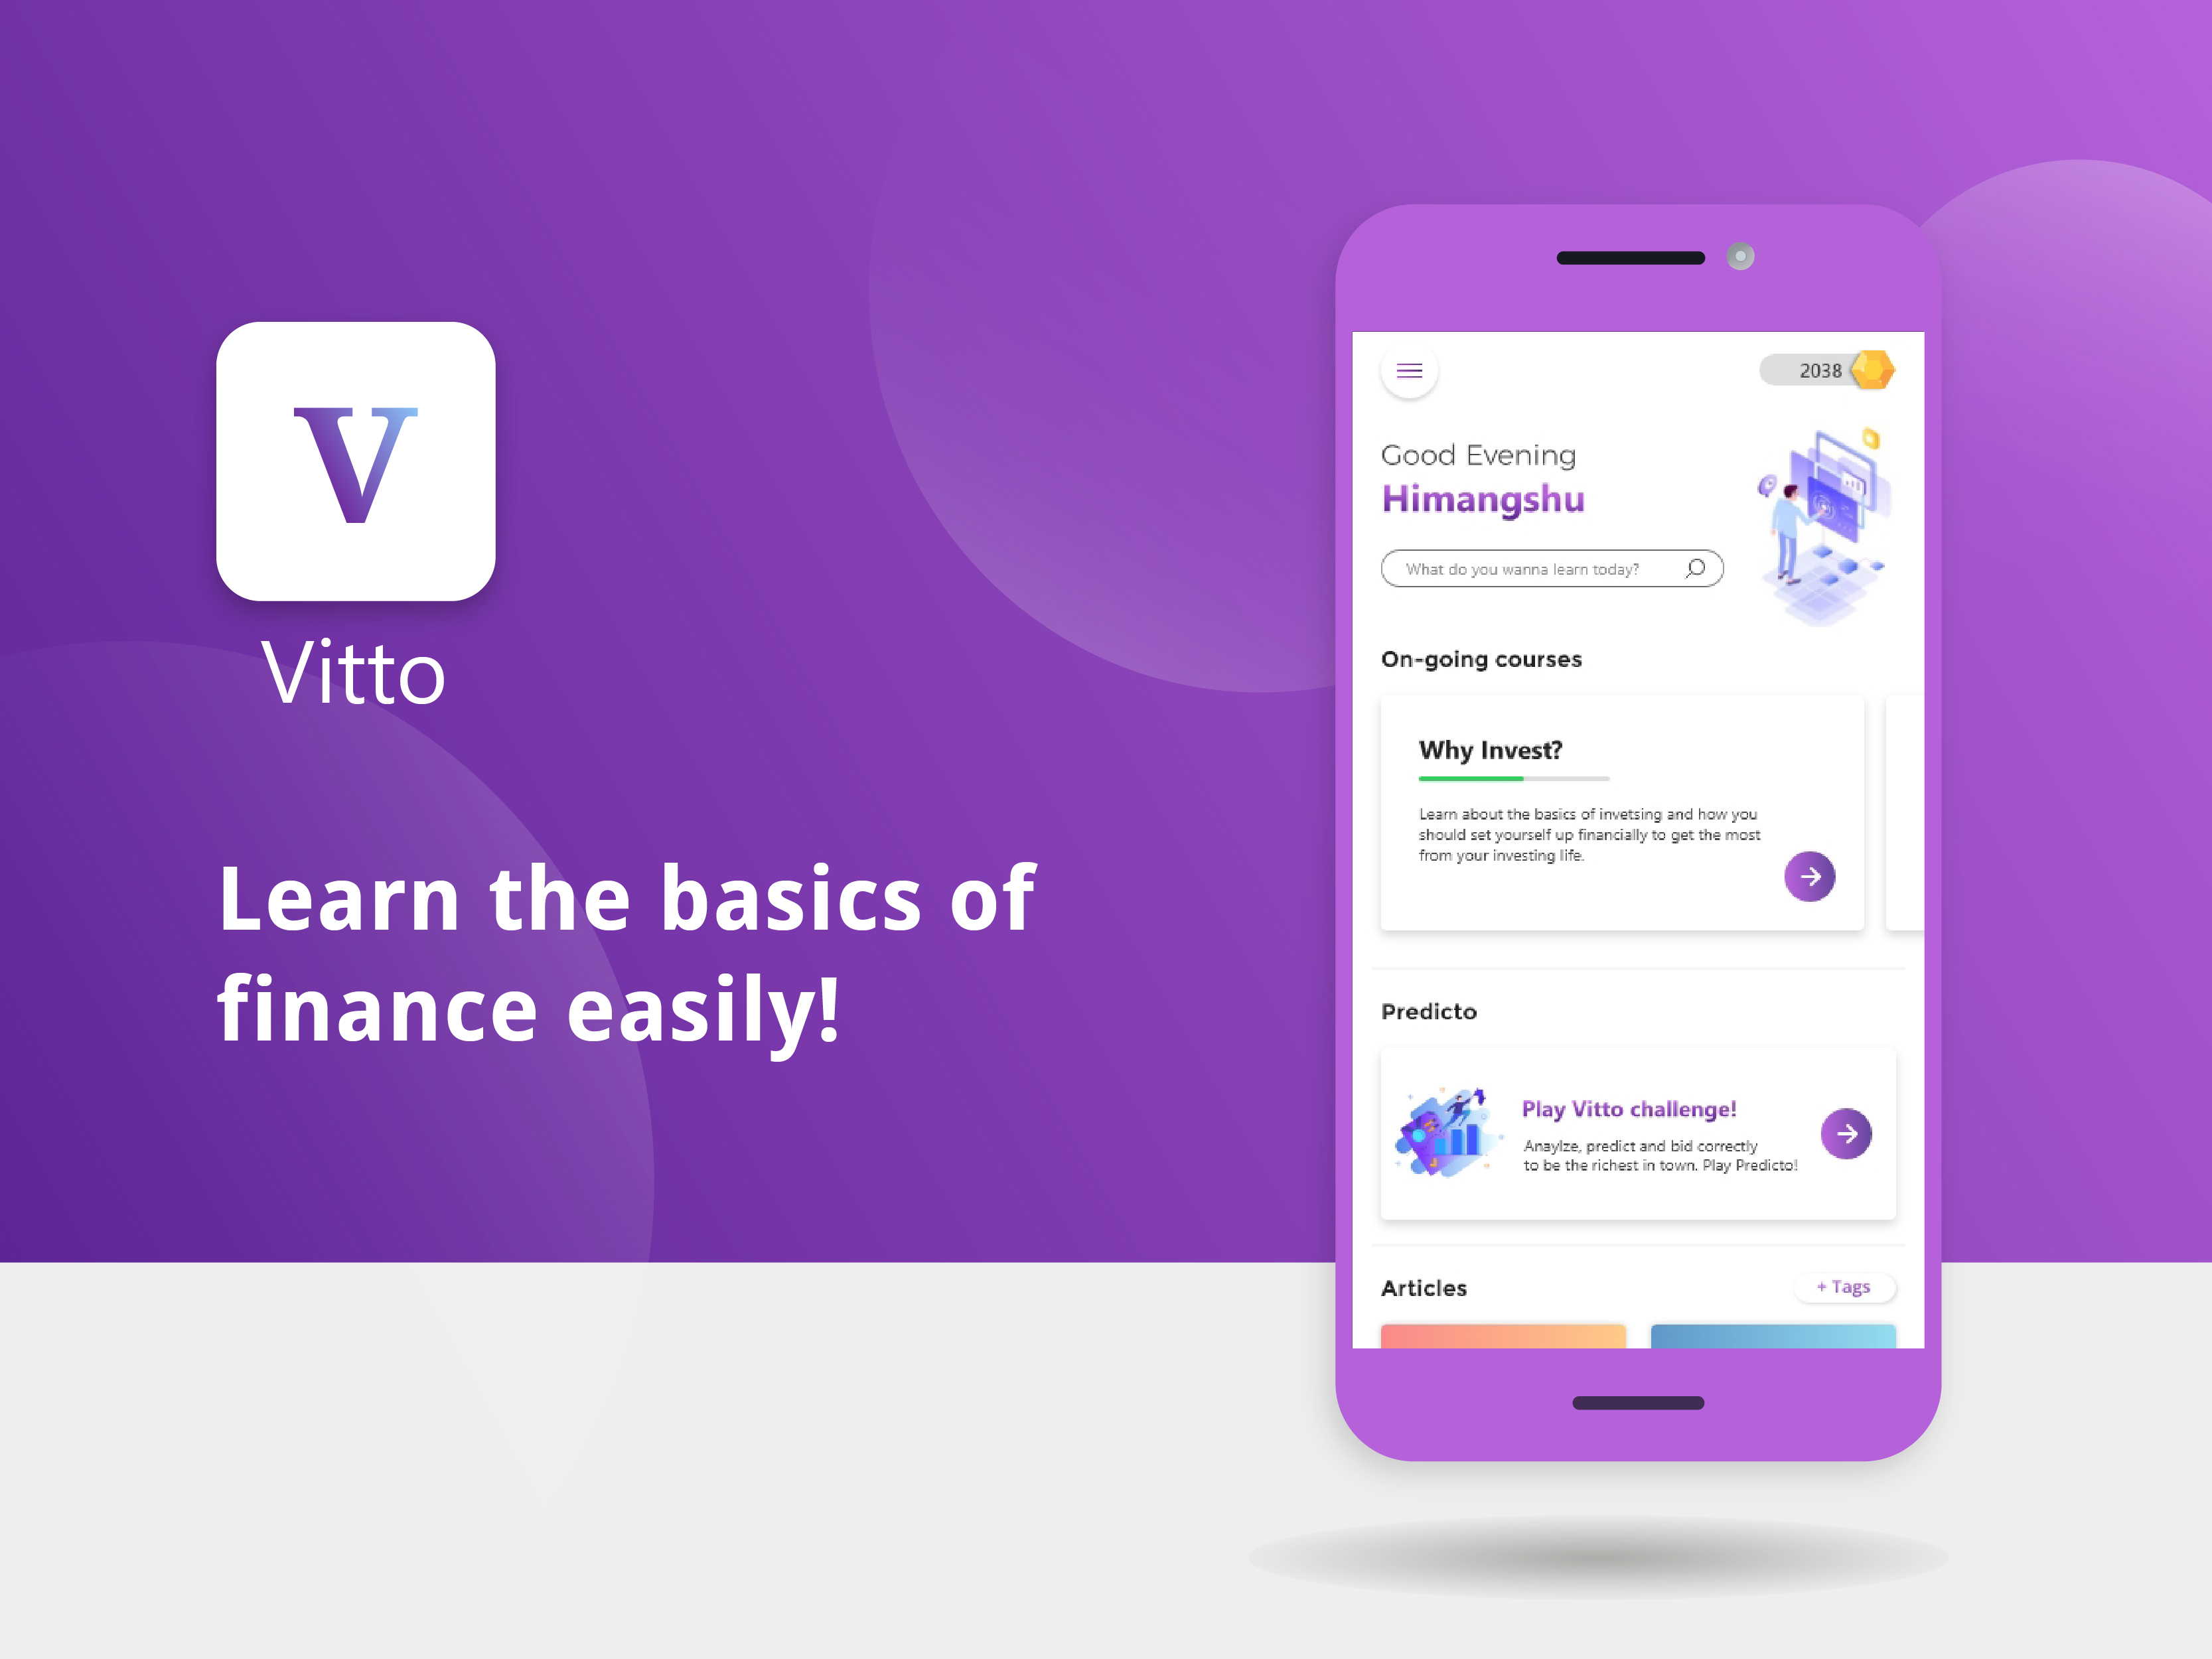 V
Vitto
Learn the basics of
finance easily!
2038
Good Evening
Himangshu
What do you wanna learn today?
On-going courses
Why Invest?
Learn about the basics of invetsing and how you
should set yourself up financially to get the most
from your investing life.
Predicto
Play Vitto challenge!
Anaylze, predict and bid correctly
to be the richest in town. Play Predicto!
Articles
+ Tags